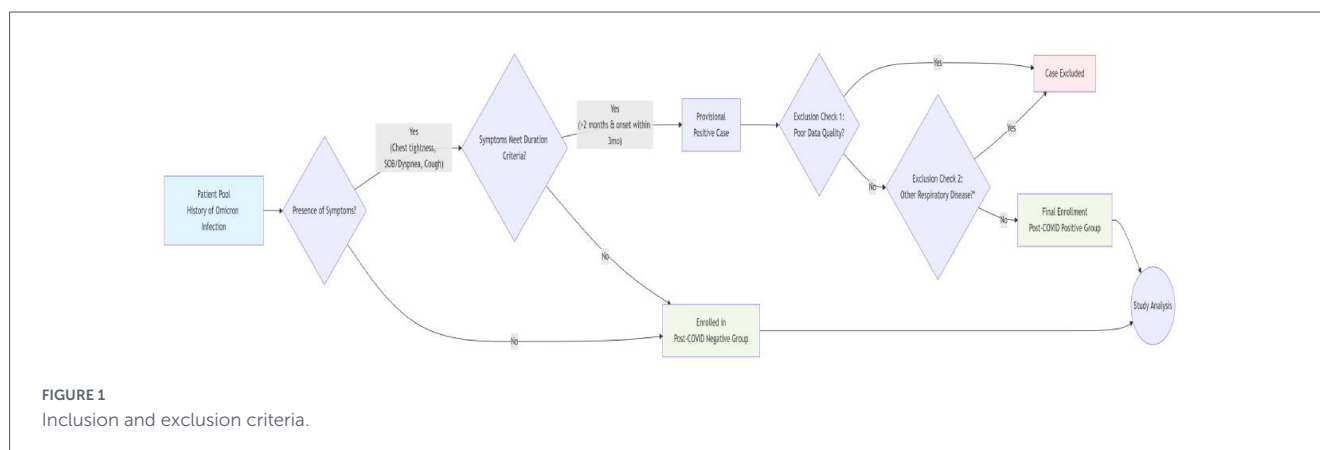 Patient Pool
History of Omicron
Infection
Presence of Symptoms?
Yes
(Chest tightness,
SOB/Dyspnea, Cough)
Symptoms Meet Duration
Criteria?
Yes
(>2 months & onset within
3mo)
Provisional
Positive Case
Exclusion Check 1:
Poor Data Quality?
Yes
Case Excluded
No
Exclusion Check 2:
Other Respiratory Disease?*
Yes
No
Final Enrollment
Post-COVID Positive Group
No
No
Enrolled in
Post-COVID Negative Group
Study Analysis
FIGURE 1
Inclusion and exclusion criteria.